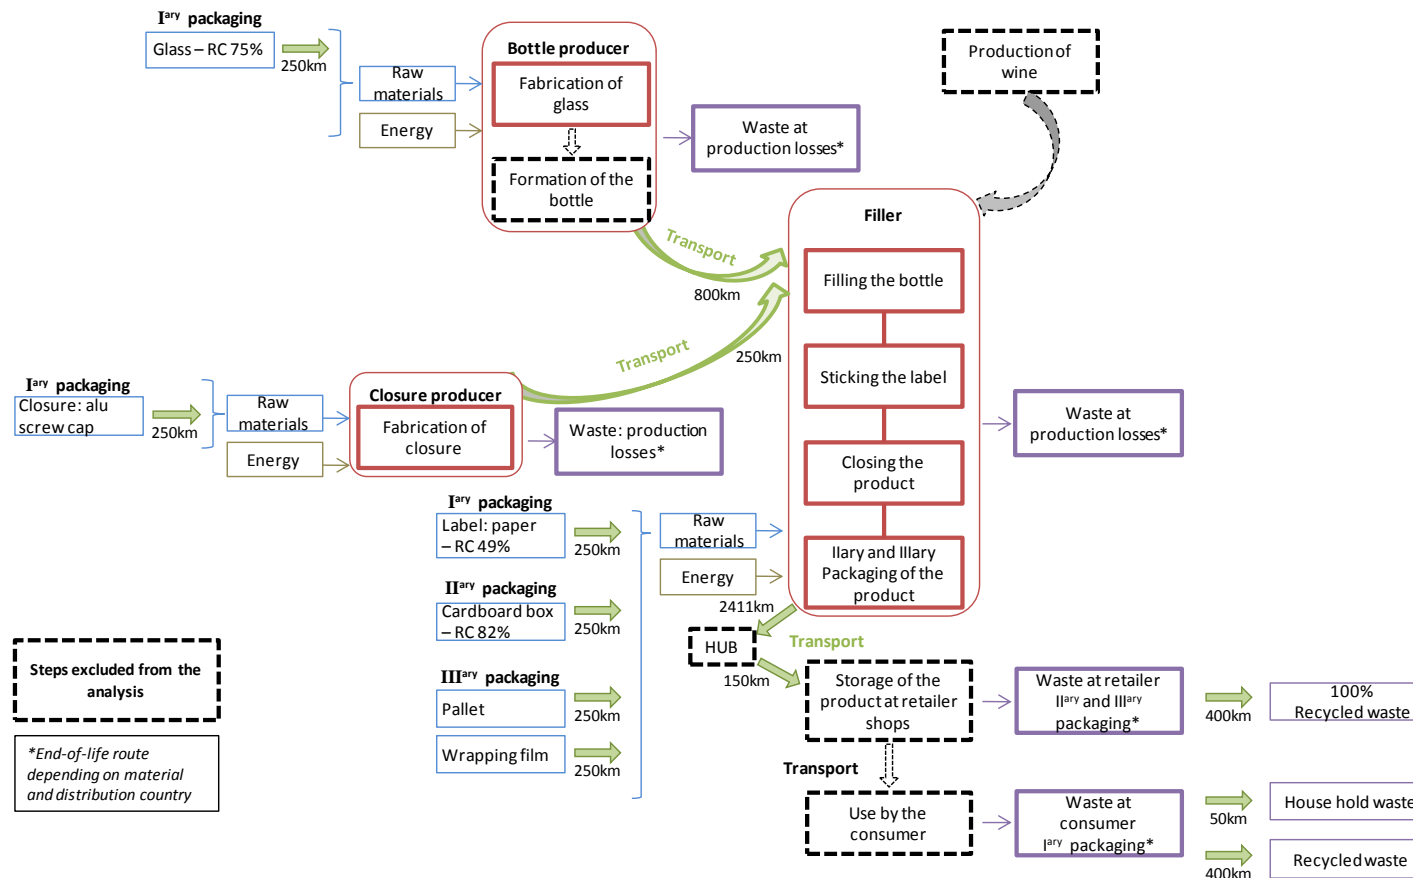 Iary packaging
Glass – RC 75%
250km
Raw
materials
Energy
Bottle producer
Fabrication of
glass
Formation of the
bottle
Waste at
production losses*
Production of
wine
Transport
800km
Filler
Filling the bottle
Sticking the label
Closing the
product
IIary and IIIary
Packaging of the
product
Waste at
production losses*
Transport
250km
Iary packaging
Closure: alu
screw cap
250km
Raw
materials
Energy
Closure producer
Fabrication of
closure
Waste: production
losses*
Iary packaging
Label: paper
– RC 49%
250km
Raw
materials
Energy
IIary packaging
Cardboard box
– RC 82%
250km
IIIary packaging
Pallet
250km
Wrapping film
250km
2411km
HUB
Transport
150km
Storage of the
product at retailer
shops
Waste at retailer
IIary and IIIary
packaging*
400km
100%
Recycled waste
Transport
Use by the
consumer
Waste at
consumer
Iary packaging*
50km
House hold waste
400km
Recycled waste
Steps excluded from the
analysis
*End-of-life route
depending on material
and distribution country